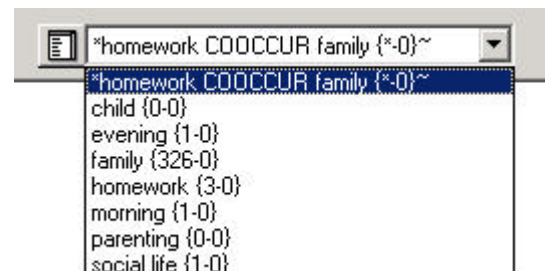 *homework COOCCUR family {*-0}~
*homework COOCCUR family {*-0}~
child {0-0}
evening {1-0}
family {326-0}
homework {3-0}
morning {1-0}
parenting {0-0}
social life {1-0}